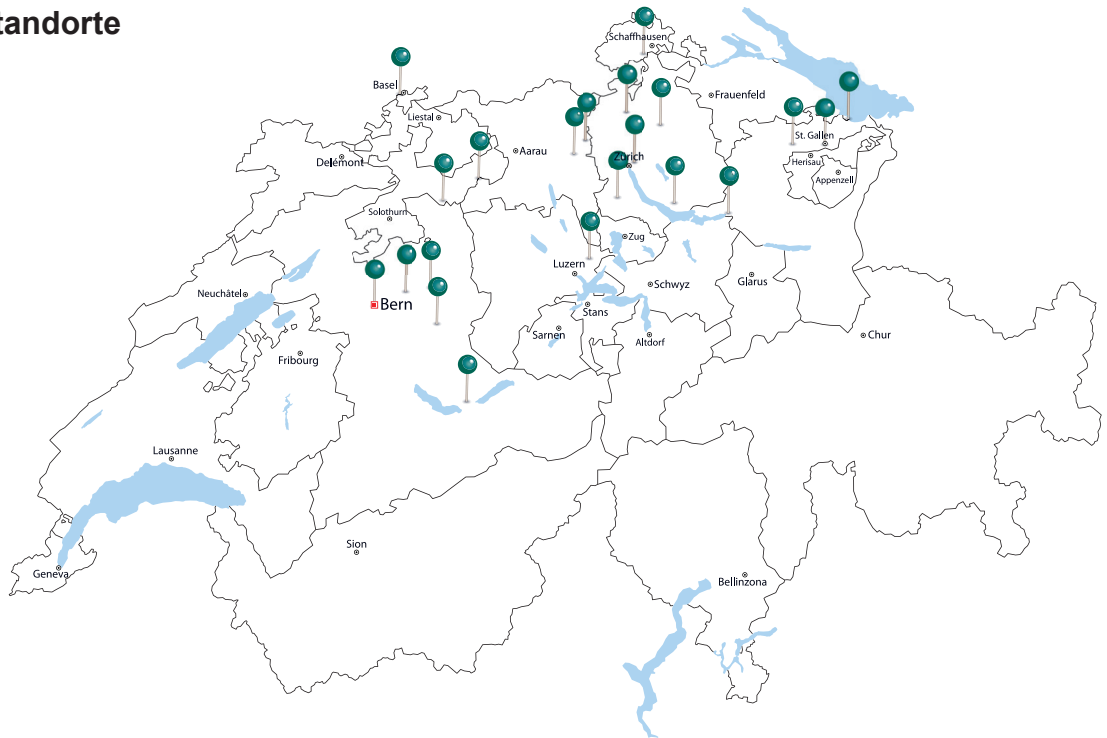 tandorte
Schaffhausen
Basel
Frauenfeld
Liestal
St. Gallen
Aarau
Delémont
Zürich
Herisau
Appenzell
Solothurn
Zug
Luzern
Neuchâtel
Schwyz
Glarus
Bern
Stans
Sarnen
Altdorf
Chur
Fribourg
Lausanne
Sion
Geneva
Bellinzona